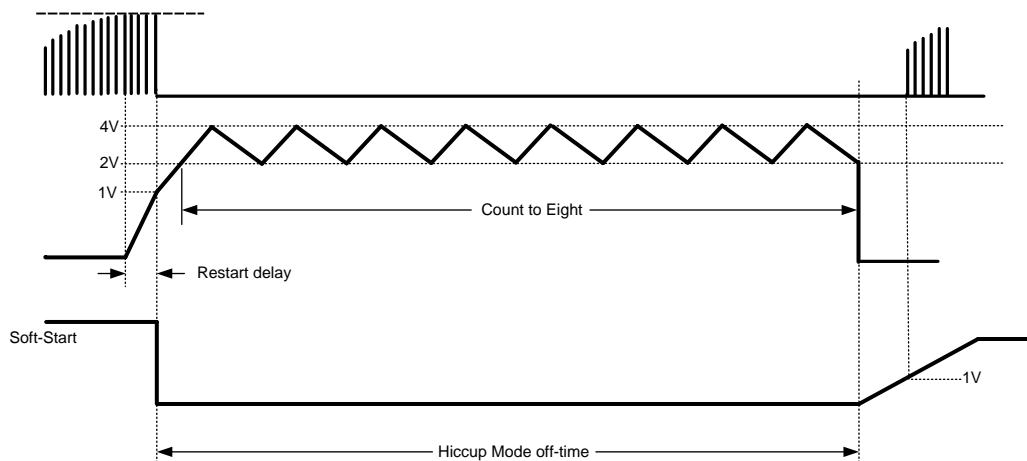 4V
2V
1V
Count to Eight
Restart delay
Soft-Start
1V
Hiccup Mode off-time